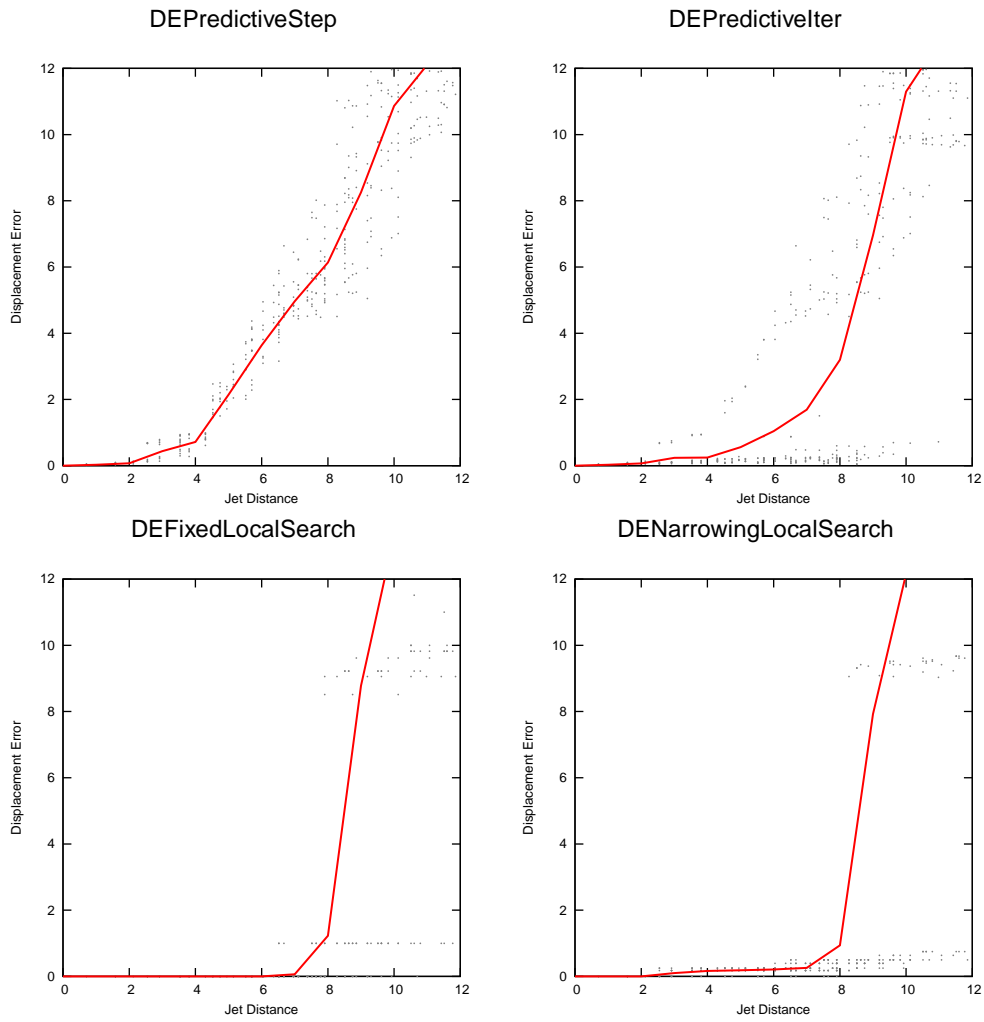 DEPredictiveStep
DEPredictiveIter
12
10
8
6
4
2
0
Displacement Error
0 2 4 6 8 10 12
Jet Distance
12
10
8
6
4
2
0
Displacement Error
0 2 4 6 8 10 12
Jet Distance
DEFixedLocalSearch
DENarrowingLocalSearch
12
10
8
6
4
2
0
Displacement Error
0 2 4 6 8 10 12
Jet Distance
12
10
8
6
4
2
0
Displacement Error
0 2 4 6 8 10 12
Jet Distance